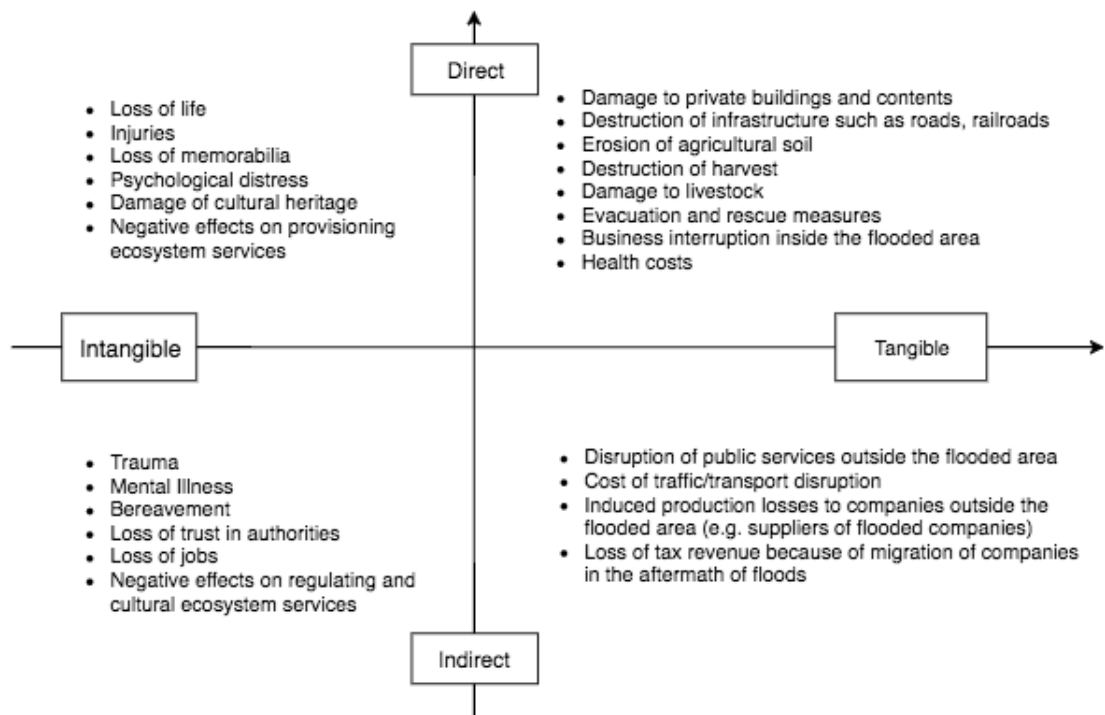 Direct
• Loss of life
• Injuries
• Loss of memorabilia
• Psychological distress
• Damage of cultural heritage
• Negative effects on provisioning
ecosystem services
• Damage to private buildings and contents
• Destruction of infrastructure such as roads, railroads
• Erosion of agricultural soil
• Destruction of harvest
• Damage to livestock
• Evacuation and rescue measures
• Business interruption inside the flooded area
• Health costs
Intangible
Tangible
• Trauma
• Mental Illness
• Bereavement
• Loss of trust in authorities
• Loss of jobs
• Negative effects on regulating and
cultural ecosystem services
• Disruption of public services outside the flooded area
• Cost of traffic/transport disruption
• Induced production losses to companies outside the
flooded area (e.g. suppliers of flooded companies)
• Loss of tax revenue because of migration of companies
in the aftermath of floods
Indirect